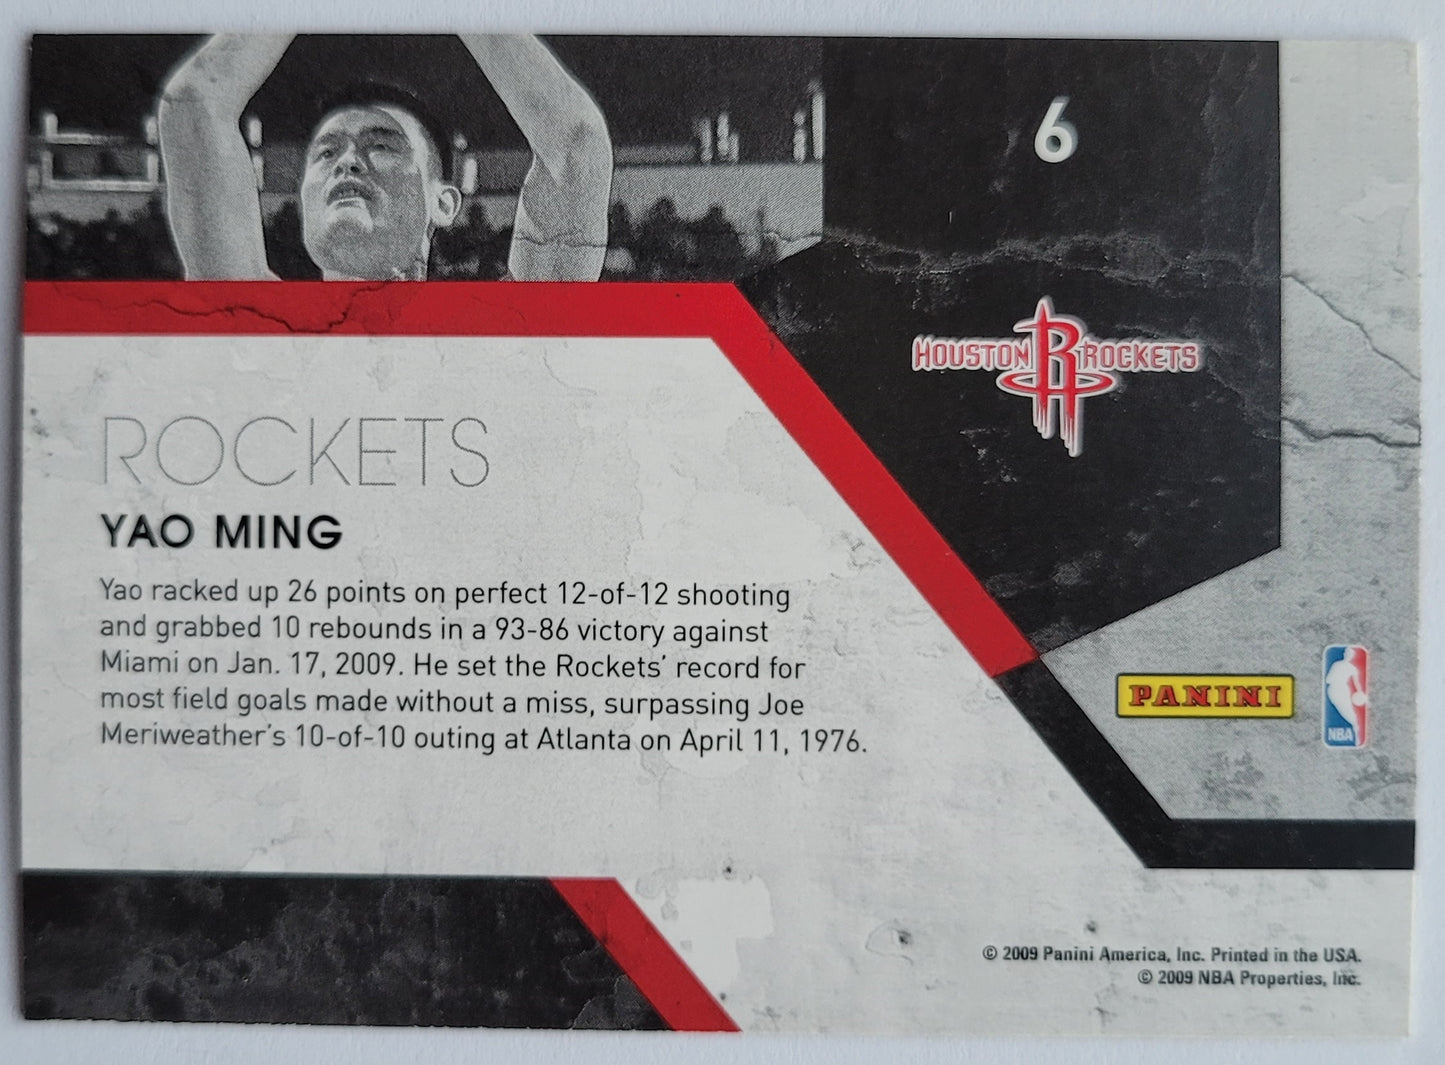 6
HOUSTON R ROCKETS
ROCKETS
YAO MING
Yao racked up 26 points on perfect 12-of-12 shooting
and grabbed 10 rebounds in a 93-86 victory against
Miami on Jan. 17, 2009. He set the Rockets' record for
most field goals made without a miss, surpassing Joe
Meriweather's 10-of-10 outing at Atlanta on April 11, 1976.
PANINI
NBA
© 2009 Panini America, Inc. Printed in the USA.
© 2009 NBA Properties, Inc.